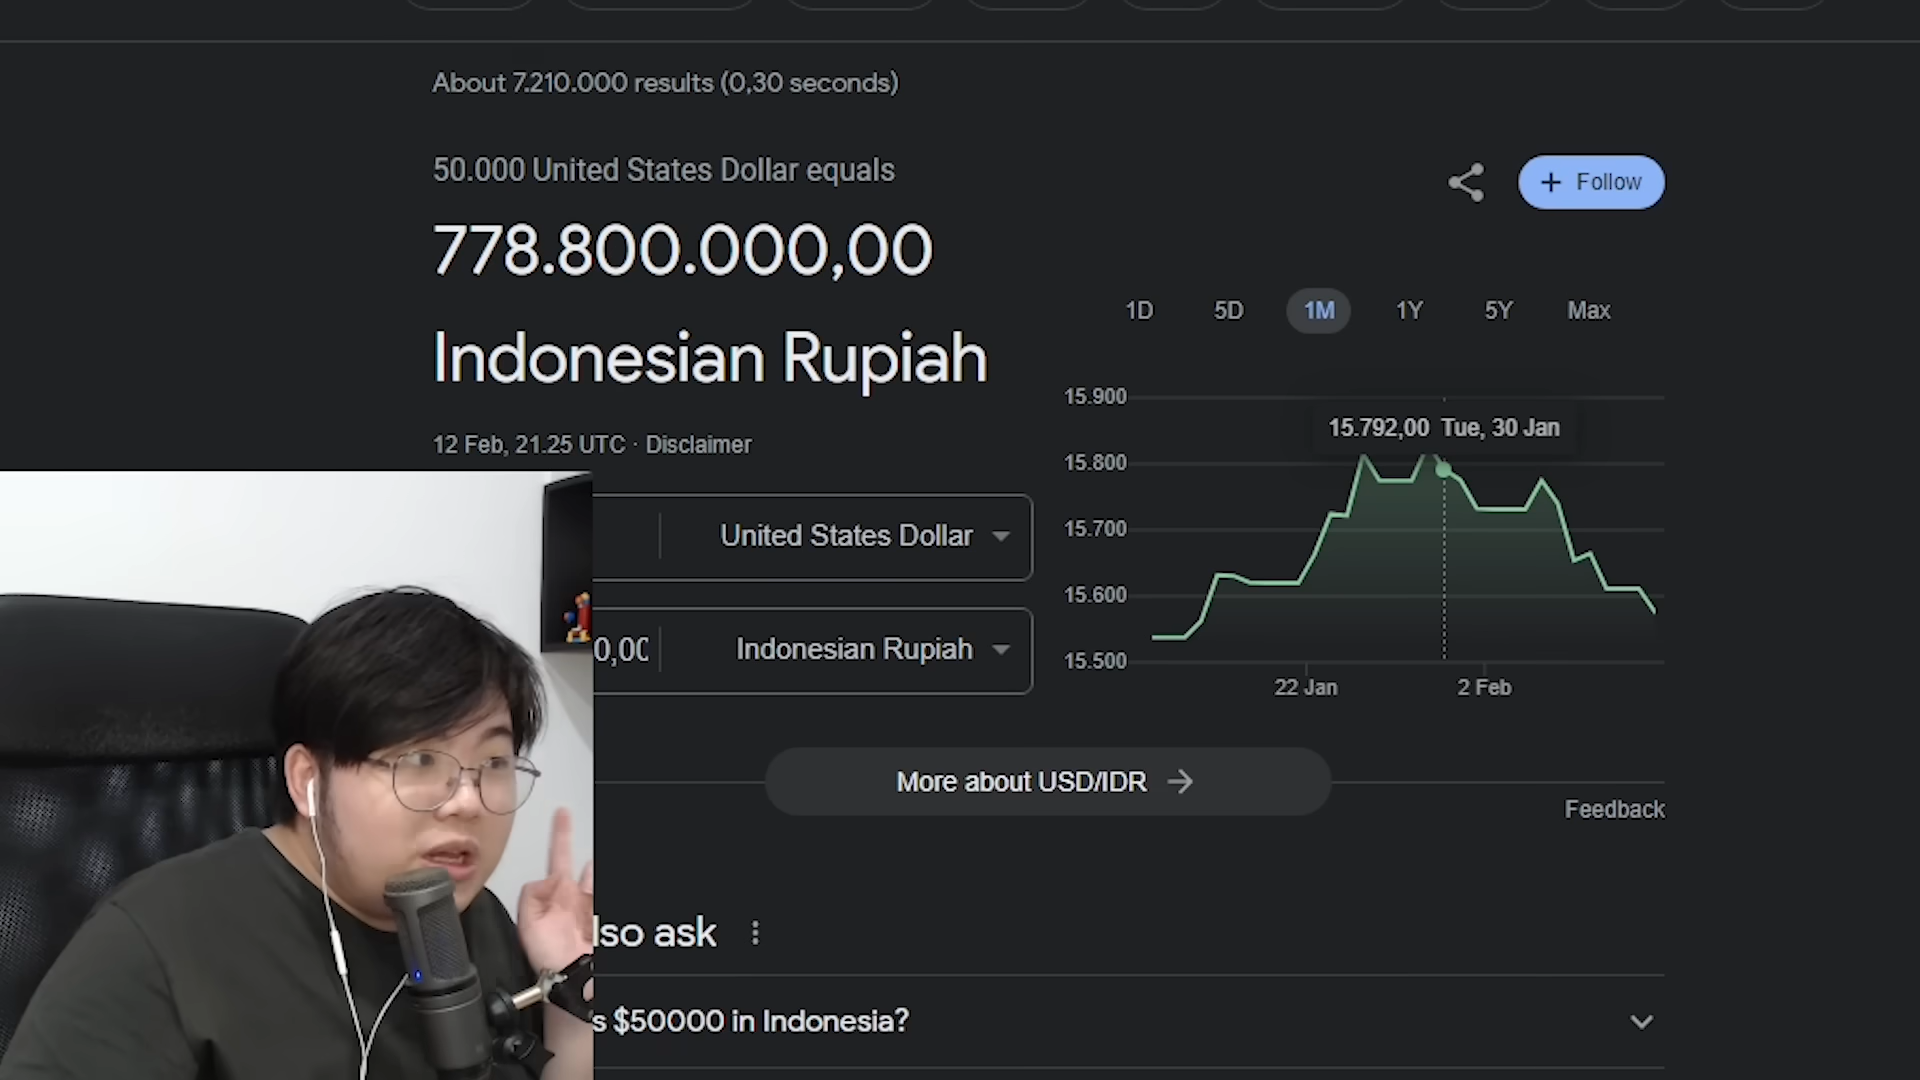 About 7.210.000 results (0,30 seconds)
50.000 United States Dollar equals
778.800.000,00
Indonesian Rupiah
12 Feb, 21.25 UTC · Disclaimer
+ Follow
1D 5D 1M 1Y 5Y Max
15.900
15.792,00 Tue, 30 Jan
15.800
15.700
15.600
15.500
22 Jan 2 Feb
United States Dollar
0,00 Indonesian Rupiah
More about USD/IDR →
Feedback
lso ask
s $50000 in Indonesia?